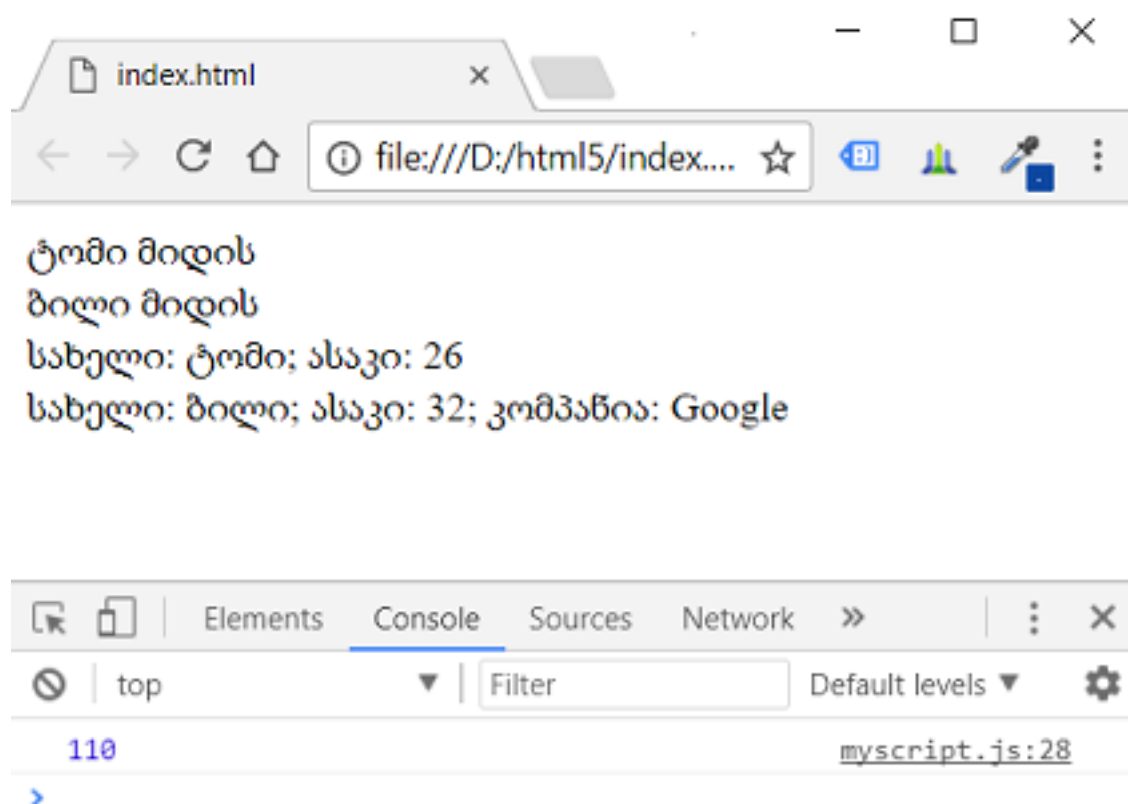 index.html
file:///D:/html5/index....
ტომი მიდის
ბილი მიდის
სახელი: ტომი; ასაკი: 26
სახელი: ბილი; ასაკი: 32; კომპანია: Google
Elements Console Sources Network
top Filter Default levels
110 myscript.js:28